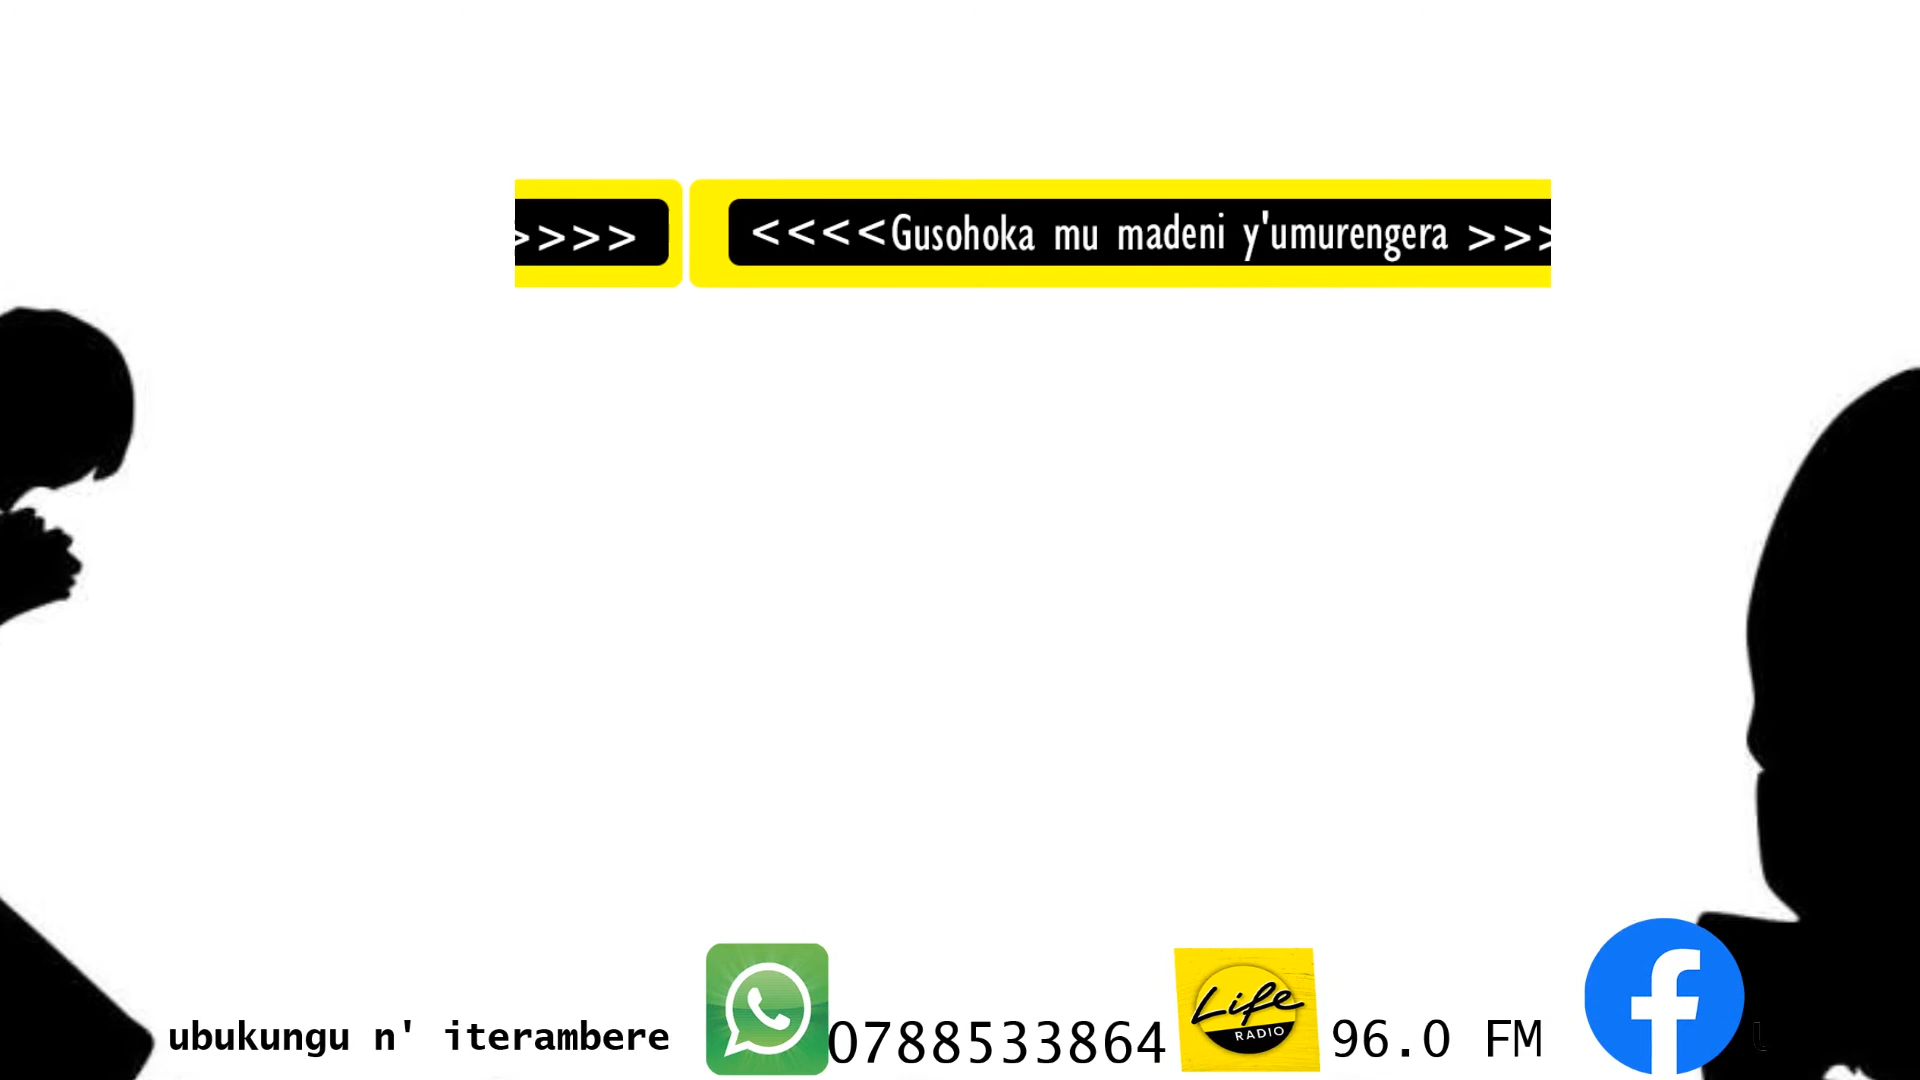 >>>> <<<<Gusohoka mu madeni y'umurengera >>>
ubukungu n' iterambere
0788533864
Life
RADIO
96.0 FM